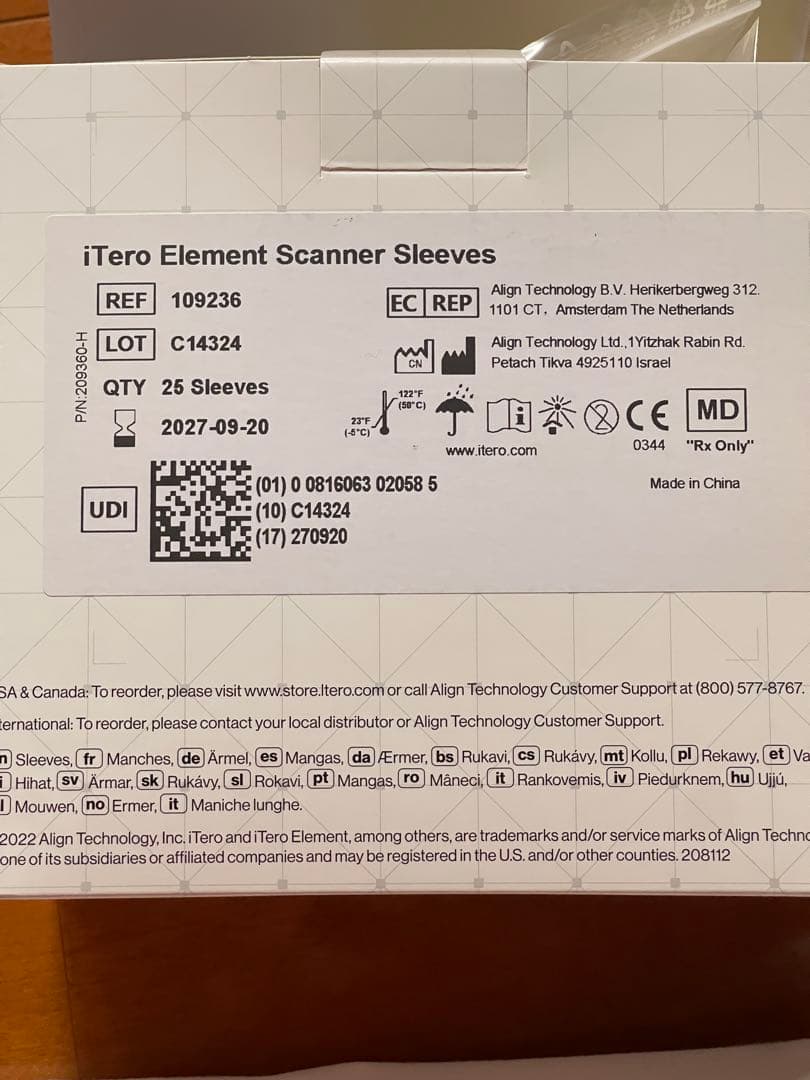 iTero Element Scanner Sleeves
REF 109236
LOT C14324
QTY 25 Sleeves
2027-09-20
P/N:209360-H
EC REP Align Technology B.V. Herikerbergweg 312.
1101 CT, Amsterdam The Netherlands
CN Align Technology Ltd.,1Yitzhak Rabin Rd.
Petach Tikva 4925110 Israel
122°F
(50°C)
23°F
(-5°C)
www.itero.com
0344
MD
"Rx Only"
Made in China
UDI
(01) 0 0816063 02058 5
(10) C14324
(17) 270920
SA & Canada: To reorder, please visit www.store.Itero.com or call Align Technology Customer Support at (800) 577-8767.
ternational: To reorder, please contact your local distributor or Align Technology Customer Support.
n Sleeves, fr Manches, de Ärmel, es Mangas, da Ærmer, bs Rukavi, cs Rukávy, mt Kollu, pl Rekawy, et Va
i Hihat, sv Ärmar, sk Rukávy, sl Rokavi, pt Mangas, ro Mâneci, it Rankovemis, iv Piedurknem, hu Ujjú,
l Mouwen, no Ermer, it Maniche lunghe.
2022 Align Technology, Inc. iTero and iTero Element, among others, are trademarks and/or service marks of Align Techno
one of its subsidiaries or affiliated companies and may be registered in the U.S. and/or other counties. 208112